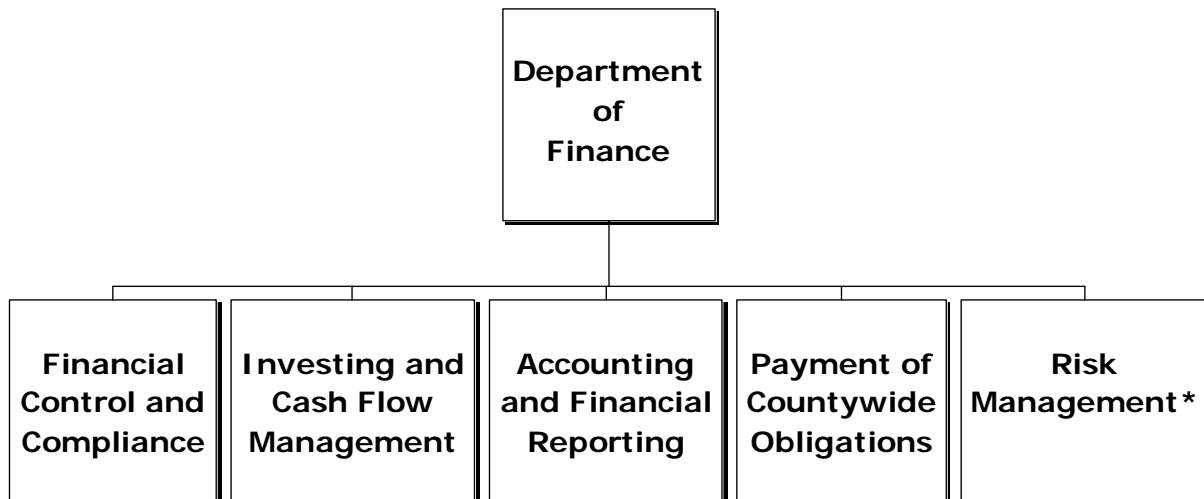 Department
of
Finance
Financial
Control and
Compliance
Investing and
Cash Flow
Management
Accounting
and Financial
Reporting
Payment of
Countywide
Obligations
Risk
Management*